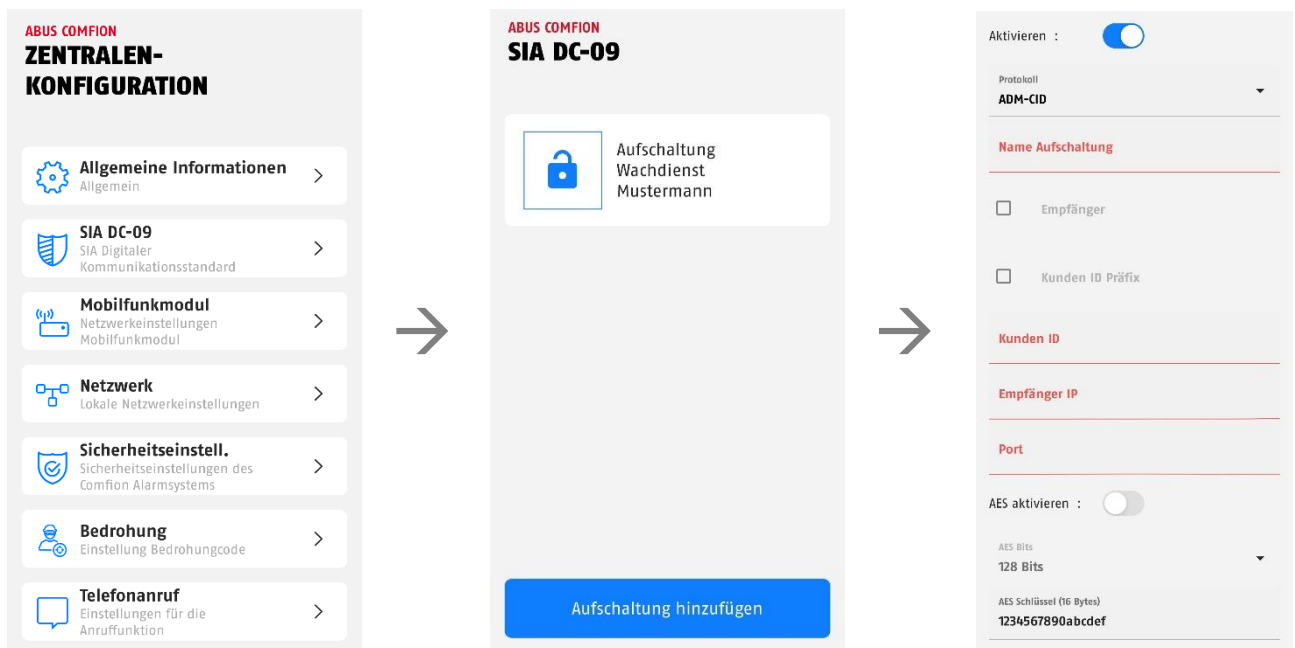 ABUS COMFION
ZENTRALEN-
KONFIGURATION
Allgemeine Informationen
Allgemein
SIA DC-09
SIA Digitaler
Kommunikationsstandard
Mobilfunkmodul
Netzwerkeinstellungen
Mobilfunkmodul
Netzwerk
Lokale Netzwerkeinstellungen
Sicherheitseinstell.
Sicherheitseinstellungen des
Comfion Alarmsystems
Bedrohung
Einstellung Bedrohungcode
Telefonanruf
Einstellungen für die
Anruffunktion
ABUS COMFION
SIA DC-09
Aufschaltung
Wachdienst
Mustermann
Aufschaltung hinzufügen
Aktivieren :
Protokoll
ADM-CID
Name Aufschaltung
Empfänger
Kunden ID Präfix
Kunden ID
Empfänger IP
Port
AES aktivieren :
AES Bits
128 Bits
AES Schlüssel (16 Bytes)
1234567890abcdef